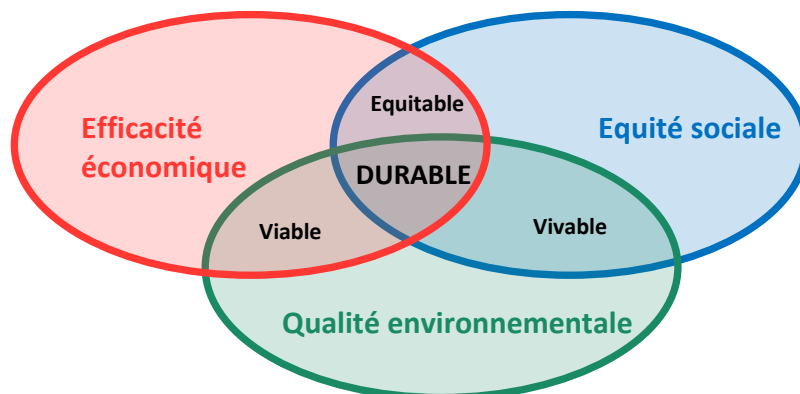 Equitable
Efficacité
économique
Equité sociale
DURABLE
Viable
Vivable
Qualité environnementale